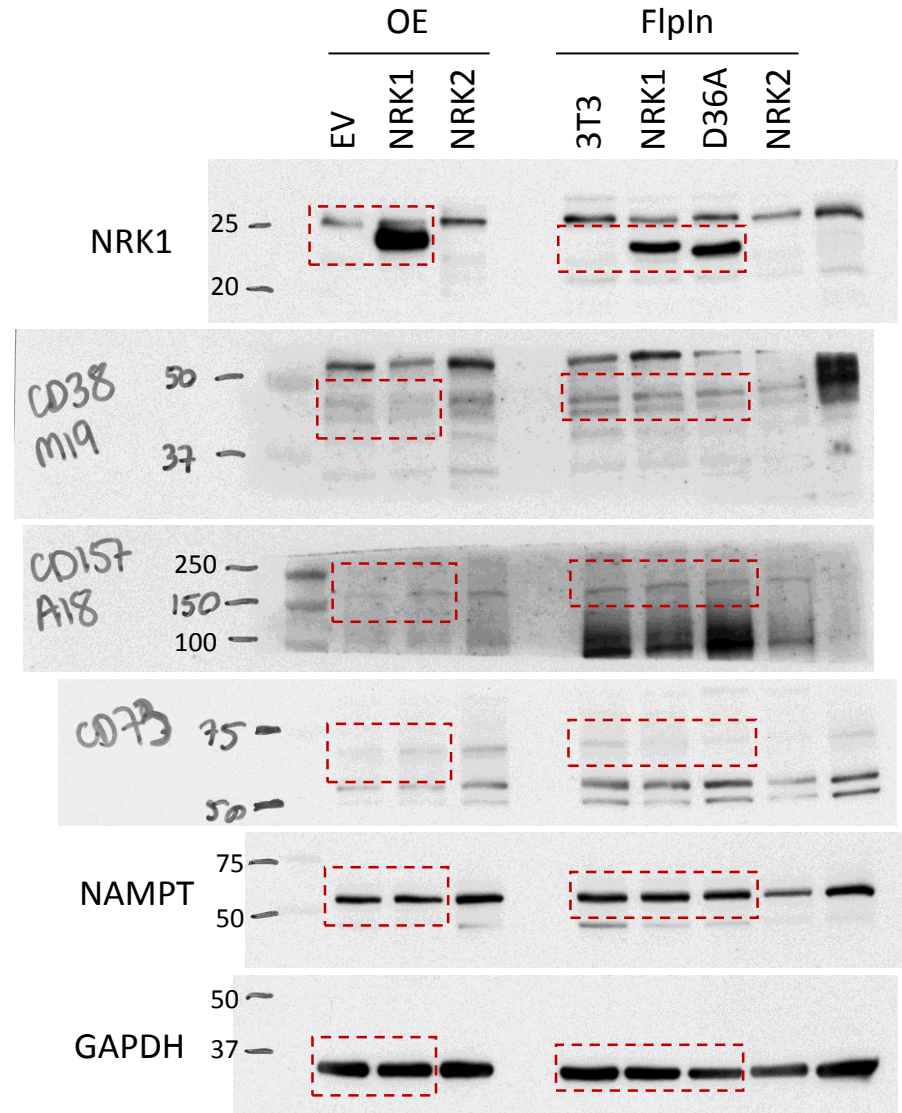 OE FlpIn
EV NRK1 NRK2 3T3 NRK1 D36A NRK2
NRK1
25
20
CD38
M19
50
37
CD157
A18
250
150
100
CD73
75
50
NAMPT
75
50
GAPDH
50
37